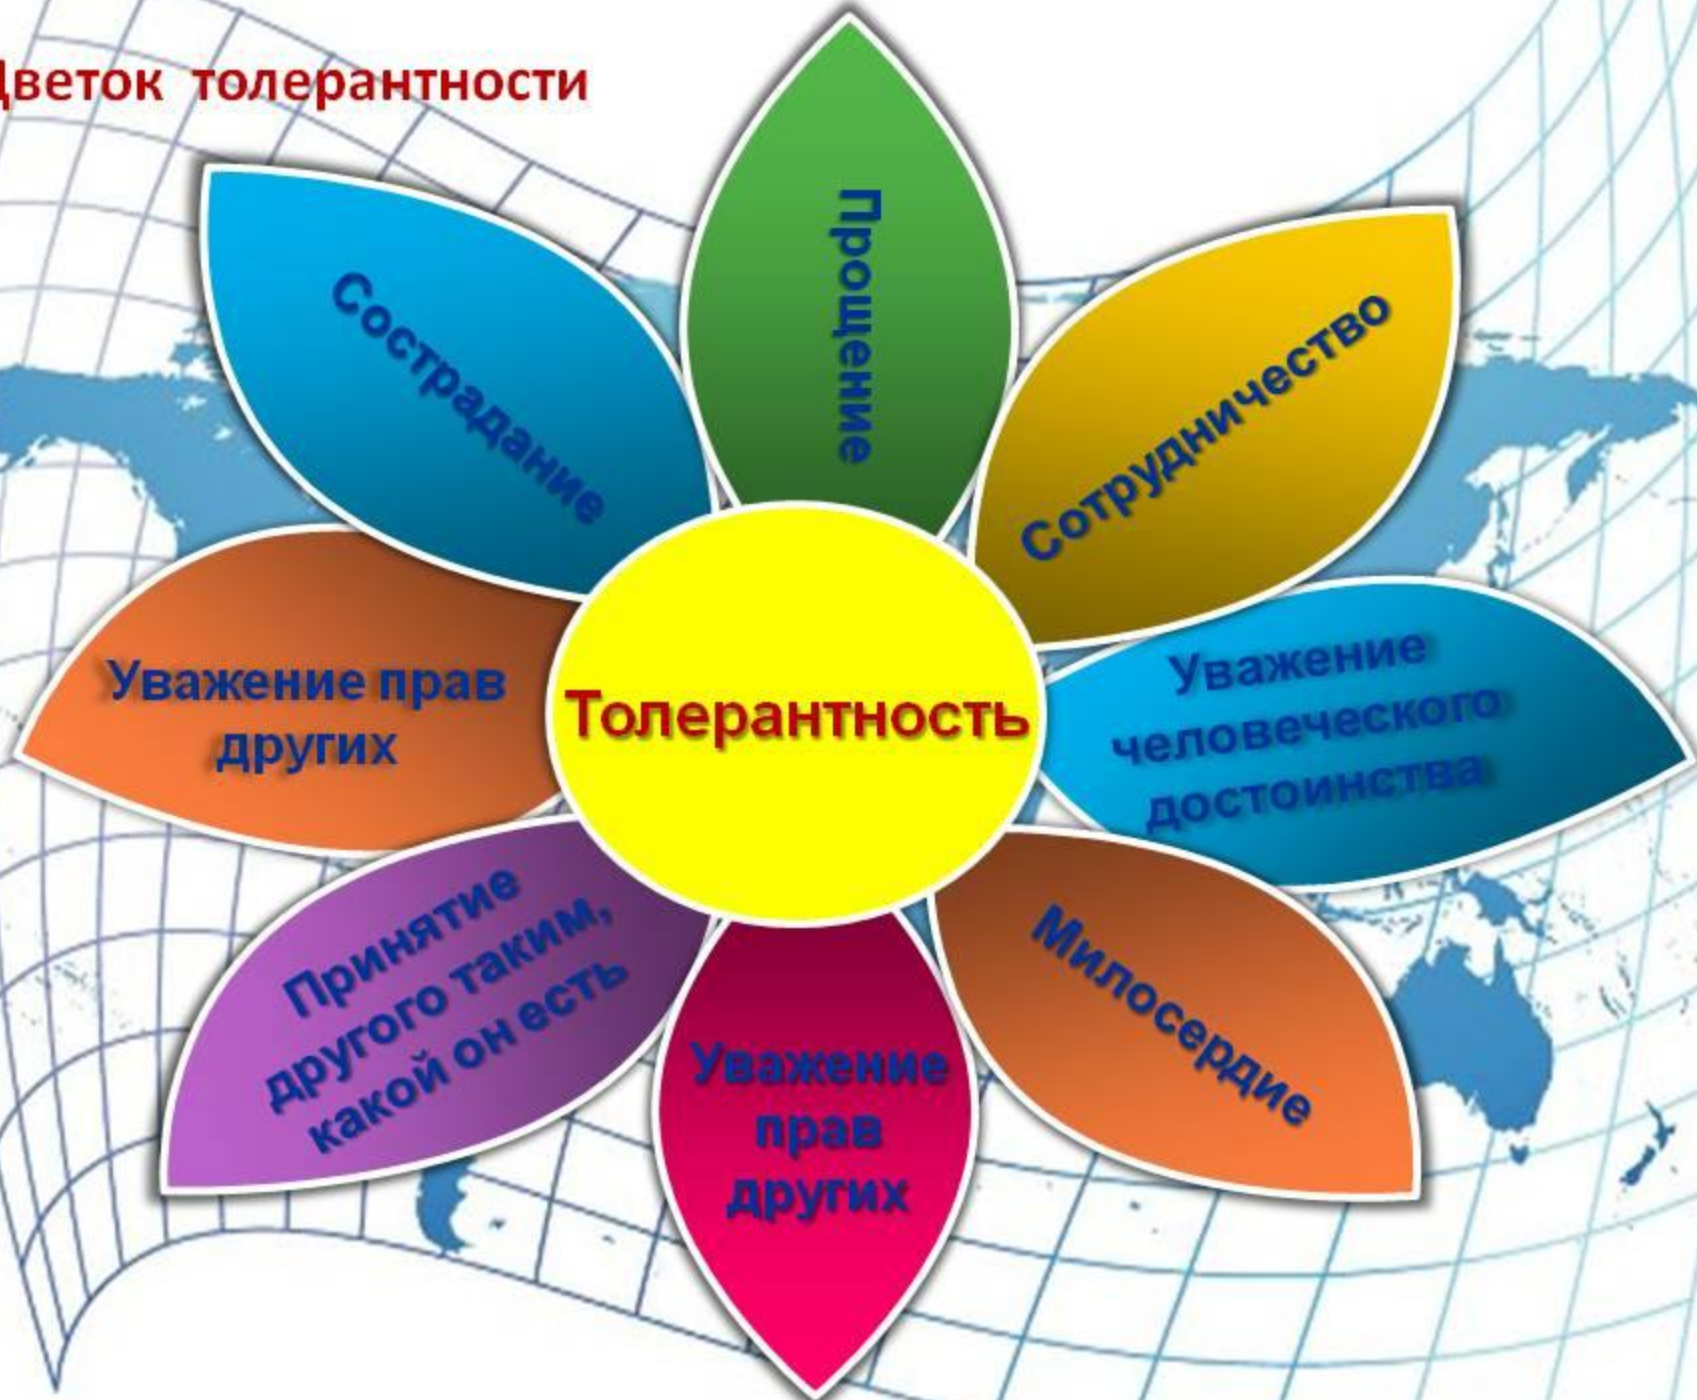 Цветок толерантности
Прощение
Сострадание
Сотрудничество
Уважение прав
других
Толерантность
Уважение
человеческого
достоинства
Принятие
другого таким,
какой он есть
Уважение
прав
других
Милосердие